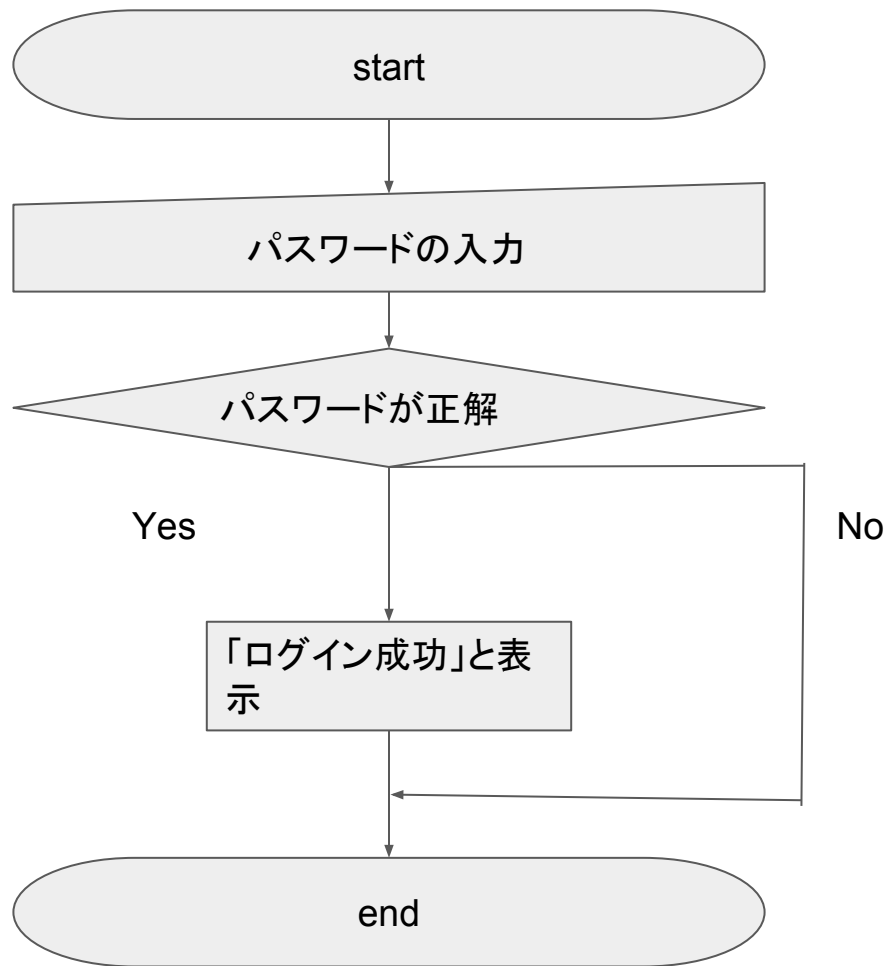 start
パスワードの入力
パスワードが正解
Yes
No
「ログイン成功」と表
示
end